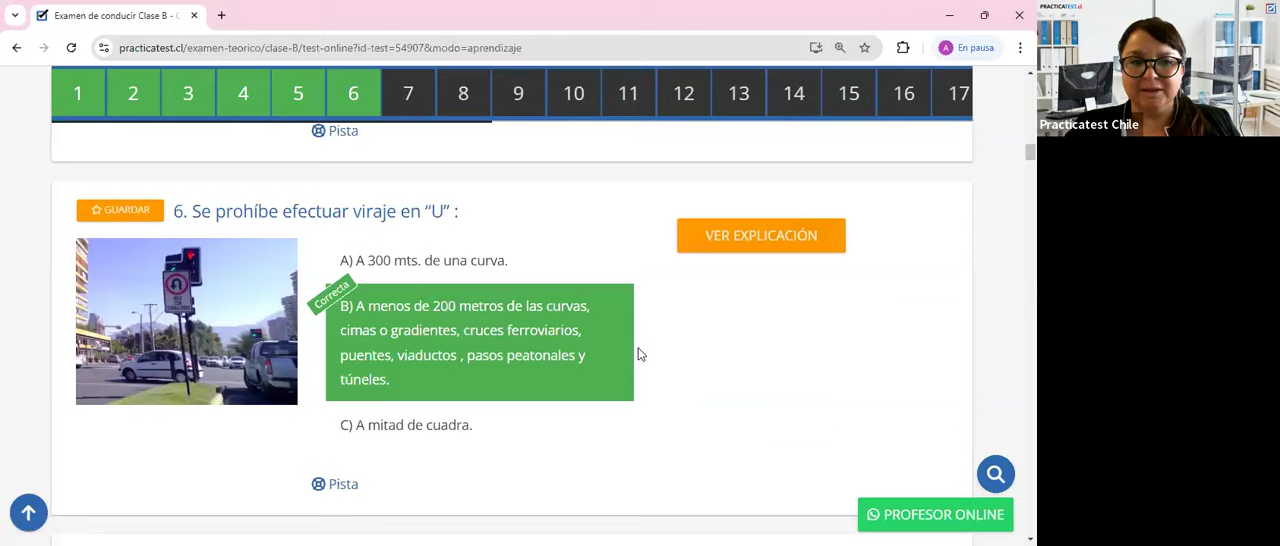 Examen de conducir Clase B - C
practicatest.cl/examen-teorico/clase-B/test-online?id-test=54907&modo=aprendizaje
A
En pausa
PRACTICATEST.cl
Practicatest Chile
1 2 3 4 5 6 7 8 9 10 11 12 13 14 15 16 17
Pista
GUARDAR
6. Se prohíbe efectuar viraje en “U” :
VER EXPLICACIÓN
A) A 300 mts. de una curva.
Correcta
B) A menos de 200 metros de las curvas,
cimas o gradientes, cruces ferroviarios,
puentes, viaductos , pasos peatonales y
túneles.
C) A mitad de cuadra.
Pista
PROFESOR ONLINE